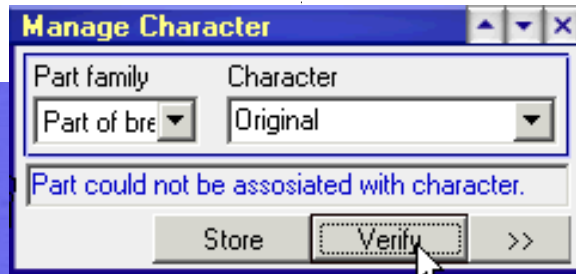 Manage Character
Part family Character
Part of bre Original
Part could not be assosiated with character.
Store Verify >>